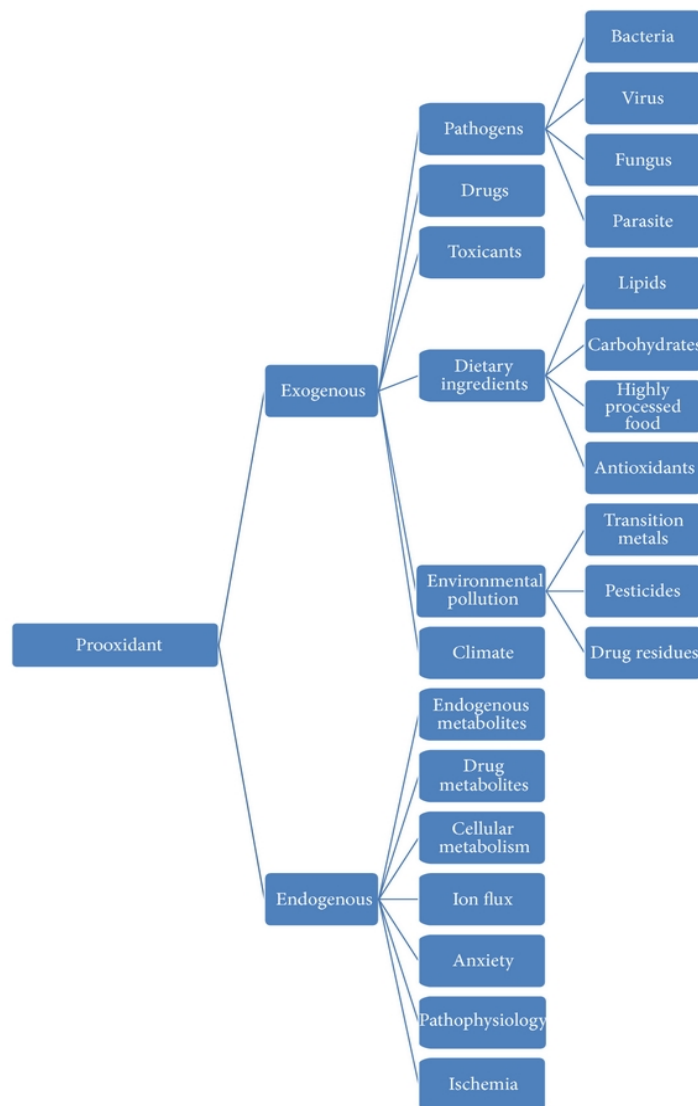 Bacteria
Virus
Pathogens
Fungus
Drugs
Parasite
Toxicants
Lipids
Carbohydrates
Dietary
ingredients
Exogenous
Highly
processed
food
Antioxidants
Transition
metals
Environmental
pollution
Pesticides
Prooxidant
Climate
Drug residues
Endogenous
metabolites
Drug
metabolites
Cellular
metabolism
Endogenous
Ion flux
Anxiety
Pathophysiology
Ischemia